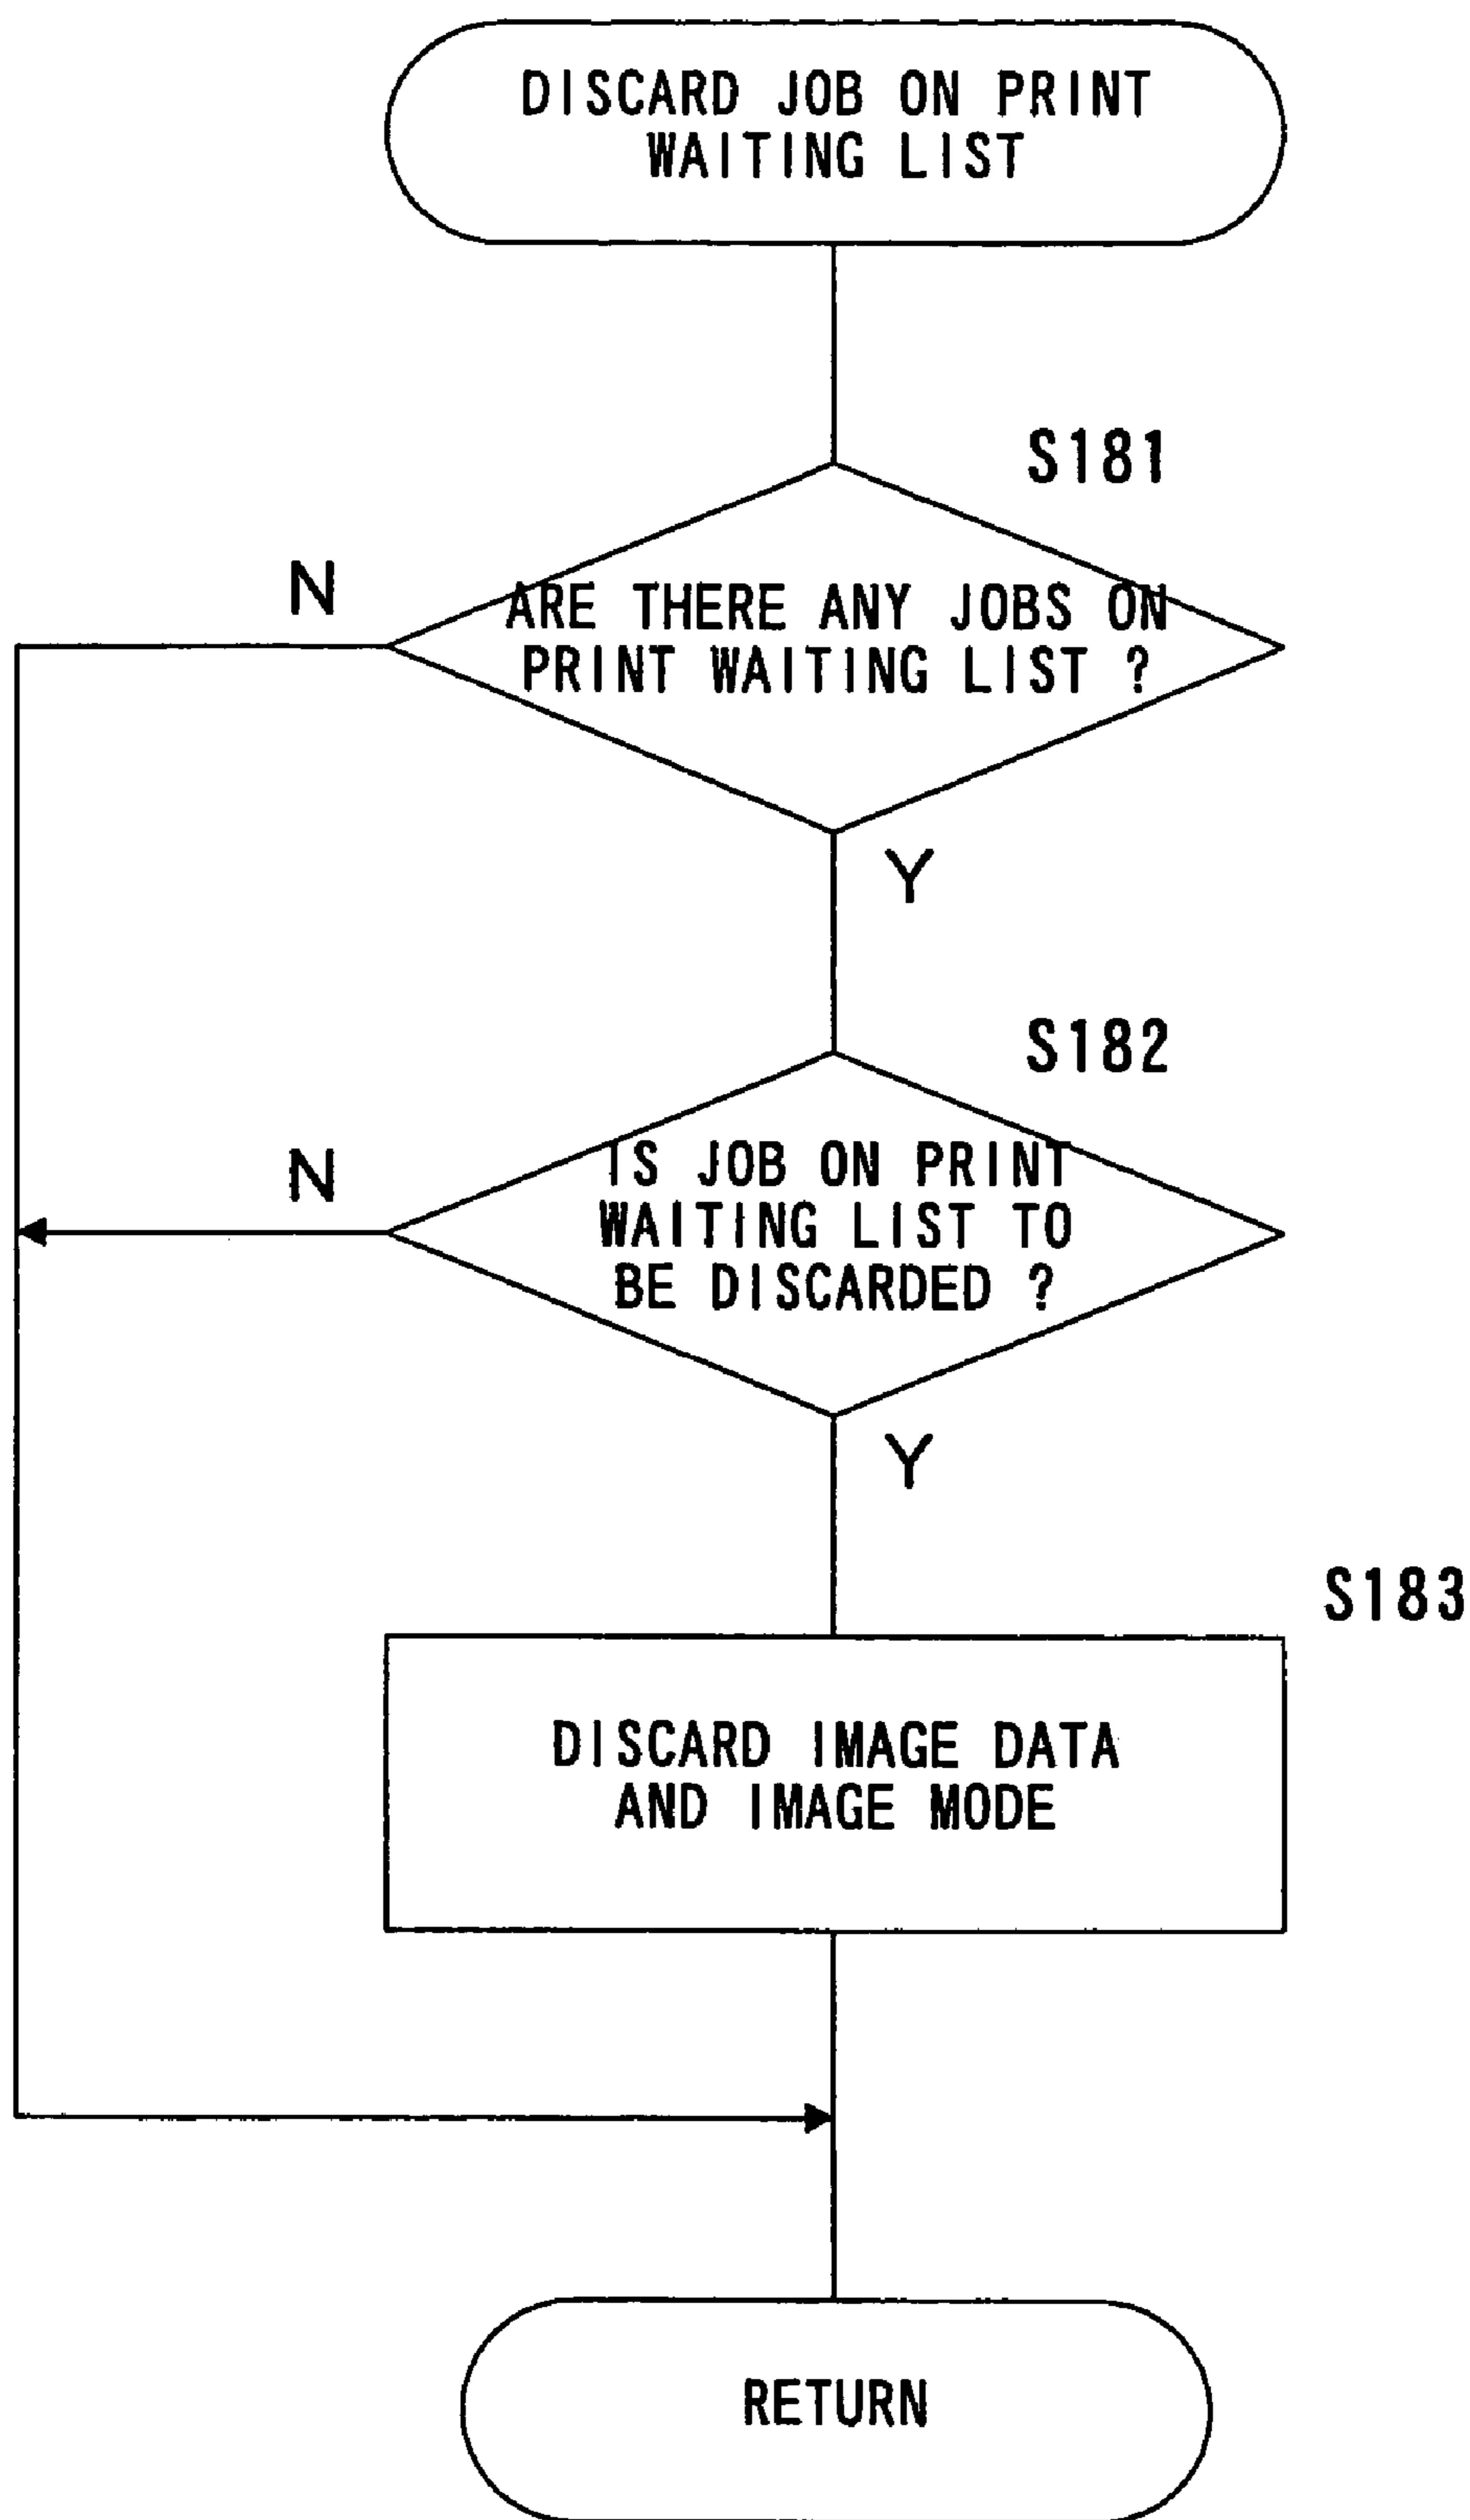 DISCARD JOB ON PRINT
WAITING LIST
S181
N
ARE THERE ANY JOBS ON
PRINT WAITING LIST ?
Y
S182
N
IS JOB ON PRINT
WAITING LIST TO
BE DISCARDED ?
Y
S183
DISCARD IMAGE DATA
AND IMAGE MODE
RETURN